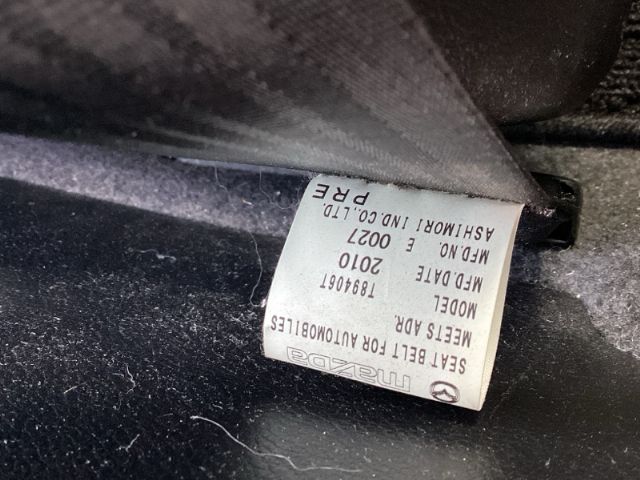 mazda
SEAT BELT FOR AUTOMOBILES
MEETS ADR.
MODEL T89406T
MFD.DATE 2010
MFD.NO. E 0027
ASHIMORI IND.CO.,LTD.
PRE